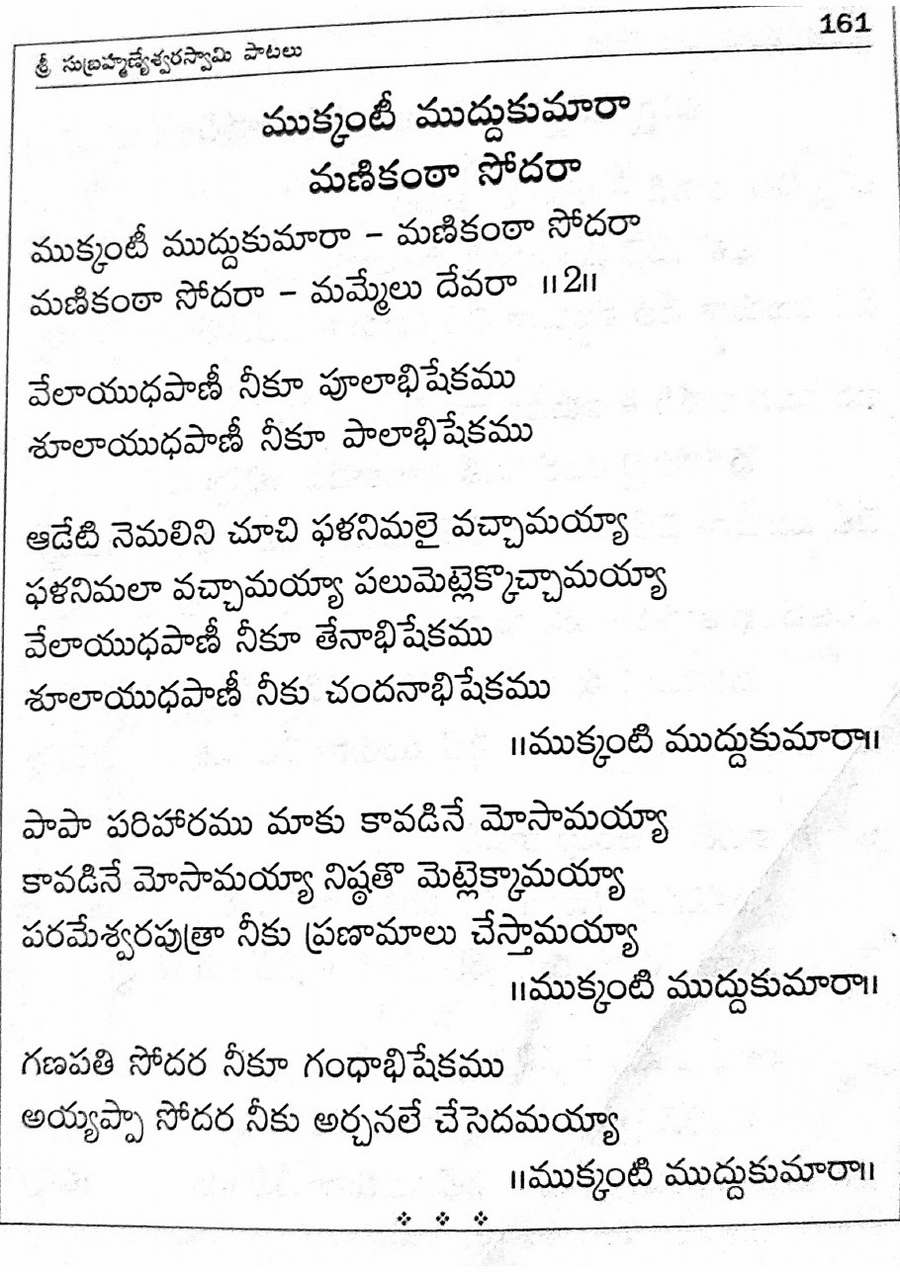 161
శ్రీ సుబ్రహ్మణ్యేశ్వరస్వామి పాటలు
ముక్కంటీ ముద్దుకుమారా
మణికంఠా సోదరా
ముక్కంటీ ముద్దుకుమారా – మణికంఠా సోదరా
మణికంఠా సోదరా – మమ్మేలు దేవరా ॥2॥
వేలాయుధపాణీ నీకూ పూలాభిషేకము
శూలాయుధపాణీ నీకూ పాలాభిషేకము
ఆడేటి నెమలిని చూచి ఫళనిమలై వచ్చామయ్యా
ఫళనిమలా వచ్చామయ్యా పలుమెట్లెక్కొచ్చామయ్యా
వేలాయుధపాణీ నీకూ తేనాభిషేకము
శూలాయుధపాణీ నీకు చందనాభిషేకము
॥ముక్కంటి ముద్దుకుమారా॥
పాపా పరిహారము మాకు కావడినే మోసామయ్యా
కావడినే మోసామయ్యా నిష్ఠతొ మెట్లెక్కామయ్యా
పరమేశ్వరపుత్రా నీకు ప్రణామాలు చేస్తామయ్యా
॥ముక్కంటి ముద్దుకుమారా॥
గణపతి సోదర నీకూ గంధాభిషేకము
అయ్యప్పా సోదర నీకు అర్చనలే చేసెదమయ్యా
॥ముక్కంటి ముద్దుకుమారా॥